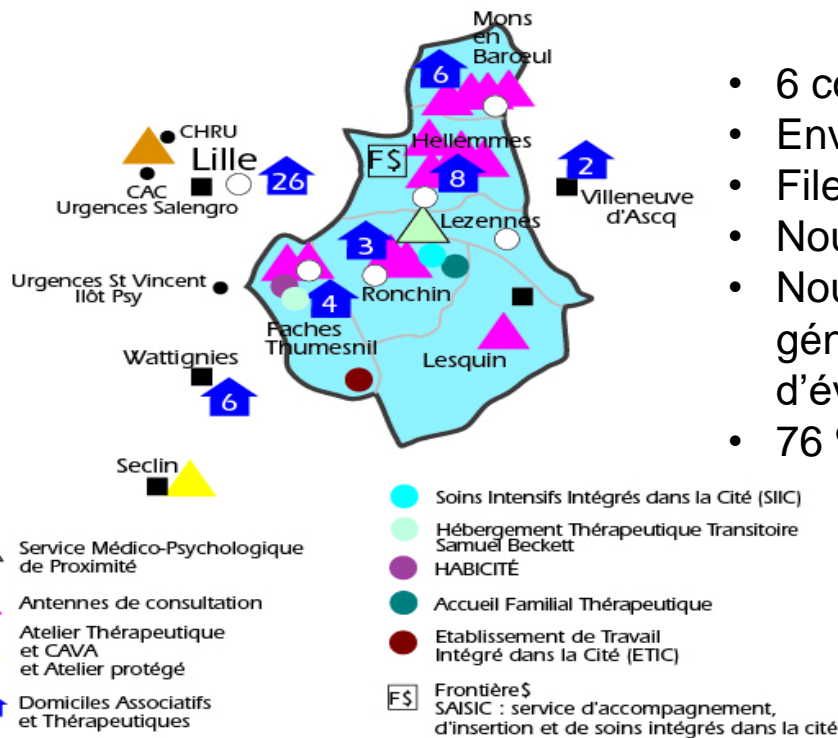 Mons
en
Barœul
6
• 6 co
CHRU
Hellemmes
• Env
Lille
F$
2
• File
26
8
CAC
Urgences Salengro
Villeneuve
d'Ascq
• Nou
Lezennes
3
• Nou
Urgences St Vincent
Ilôt Psy
Ronchin
4
géné
Faches
Thumesnil
d'év
Wattignies
Lesquin
6
• 76
Seclin
Service Médico-Psychologique
de Proximité
Antennes de consultation
Atelier Thérapeutique
et CAVA
et Atelier protégé
Domiciles Associatifs
et Thérapeutiques
Soins Intensifs Intégrés dans la Cité (SIIC)
Hébergement Thérapeutique Transitoire
Samuel Beckett
HABICITÉ
Accueil Familial Thérapeutique
Etablissement de Travail
Intégré dans la Cité (ETIC)
F$ Frontière$
SAISIC : service d'accompagnement,
d'insertion et de soins intégrés dans la cité